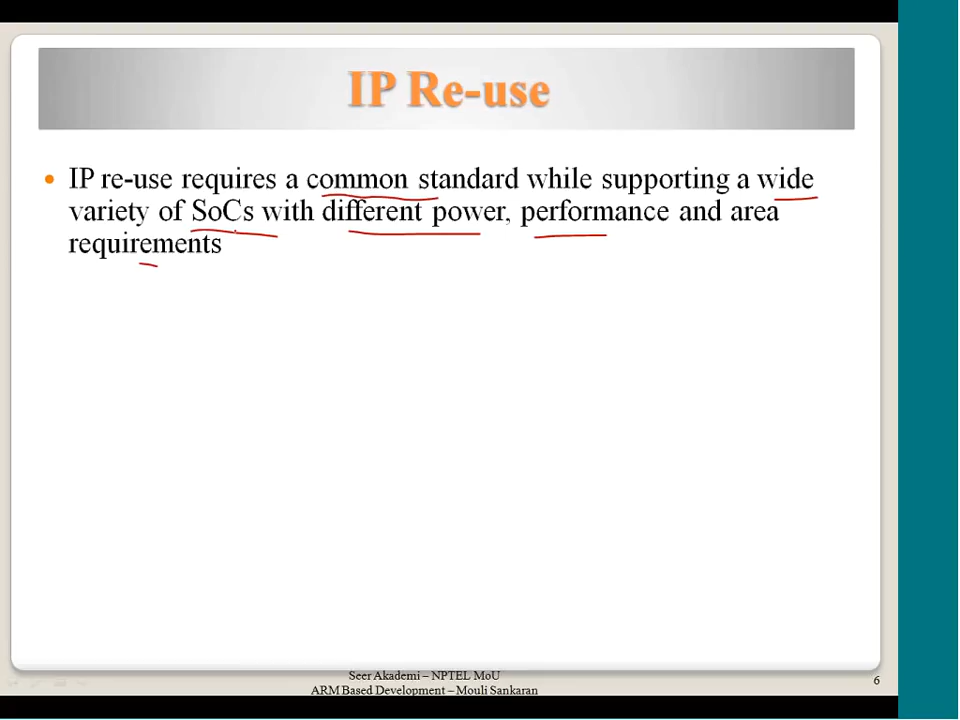 IP Re-use
• IP re-use requires a common standard while supporting a wide
variety of SoCs with different power, performance and area
requirements
Seer Akademi – NPTEL MoU
ARM Based Development – Mouli Sankaran
6